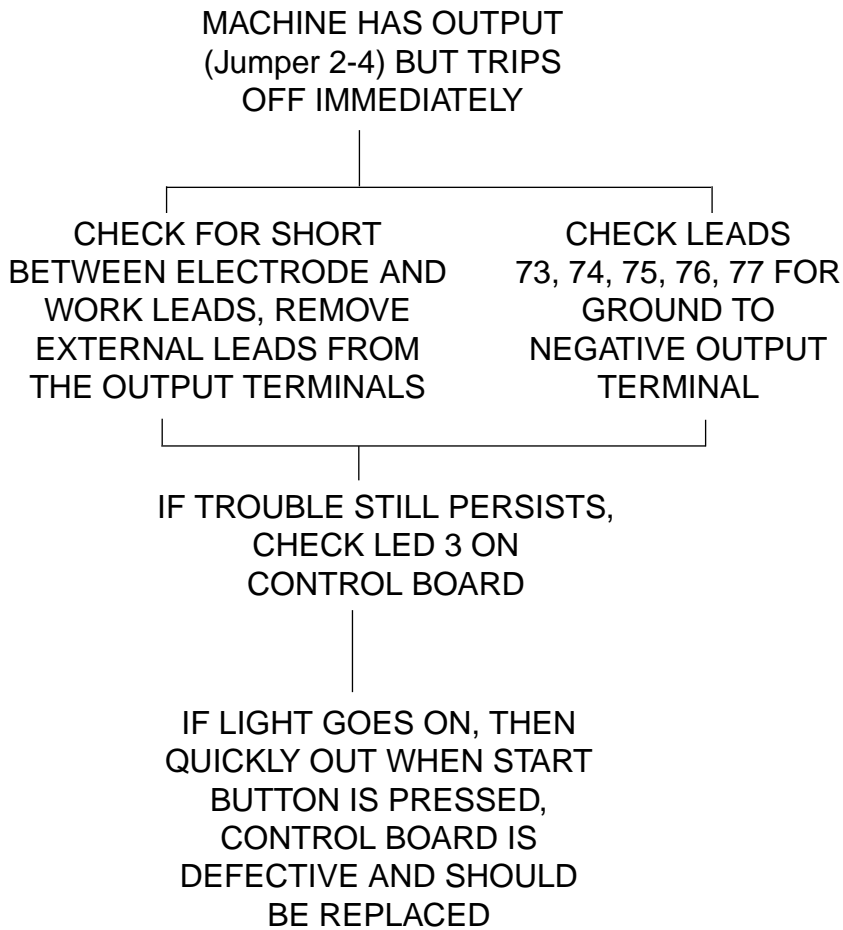 MACHINE HAS OUTPUT
(Jumper 2-4) BUT TRIPS
OFF IMMEDIATELY
CHECK FOR SHORT
BETWEEN ELECTRODE AND
WORK LEADS, REMOVE
EXTERNAL LEADS FROM
THE OUTPUT TERMINALS
CHECK LEADS
73, 74, 75, 76, 77 FOR
GROUND TO
NEGATIVE OUTPUT
TERMINAL
IF TROUBLE STILL PERSISTS,
CHECK LED 3 ON
CONTROL BOARD
IF LIGHT GOES ON, THEN
QUICKLY OUT WHEN START
BUTTON IS PRESSED,
CONTROL BOARD IS
DEFECTIVE AND SHOULD
BE REPLACED